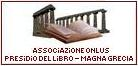 ASSOCIAZIONE ONLUS
PRESiDiO DEL LiBRO – MAGNA GRECIA